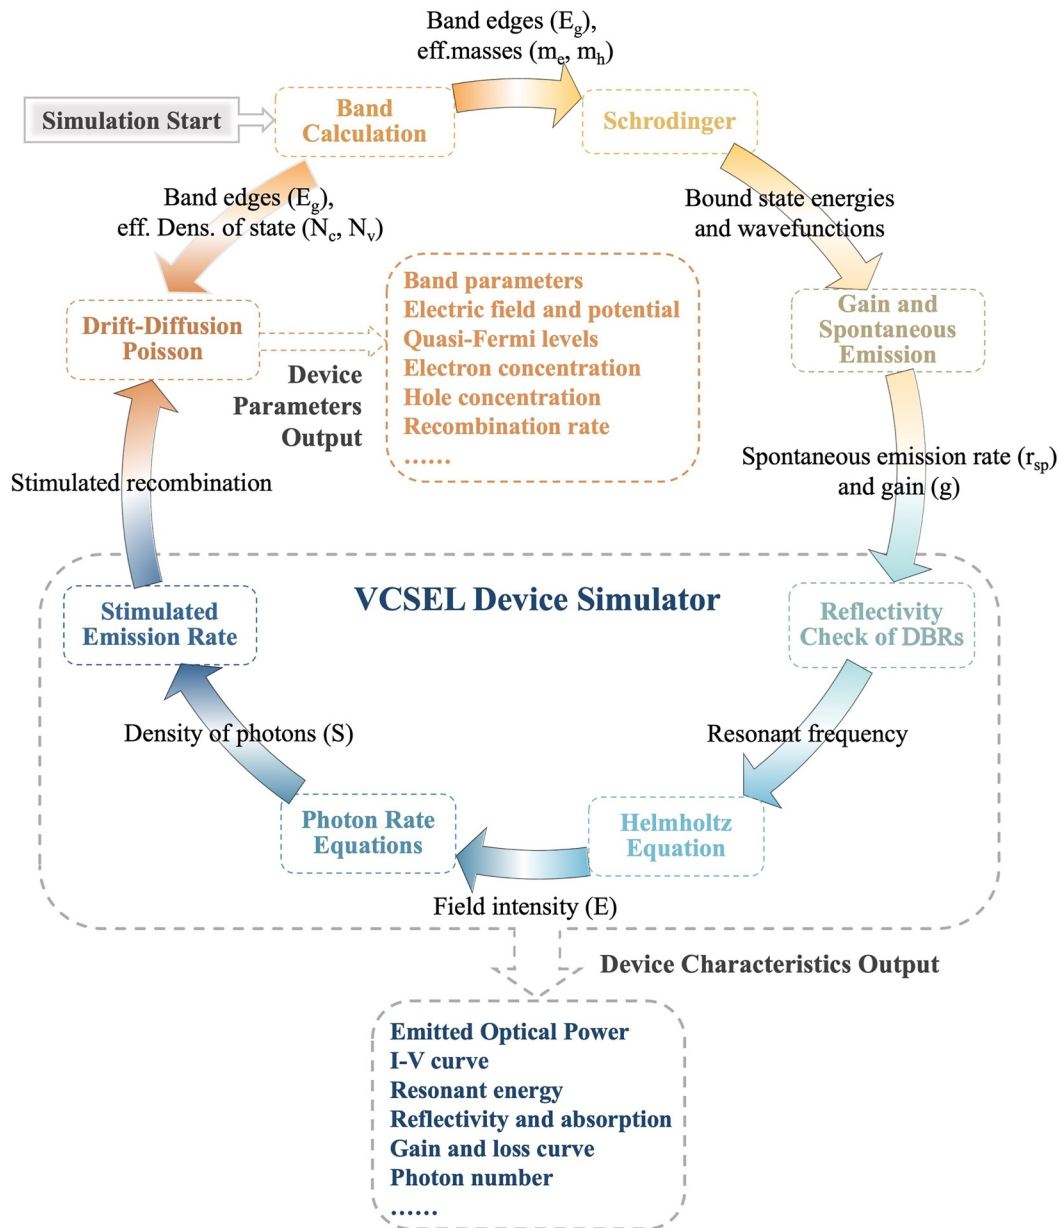 Band edges (Eg),
eff.masses (me, mh)
Simulation Start
Band
Calculation
Schrodinger
Band edges (Eg),
eff. Dens. of state (Nc, Nv)
Bound state energies
and wavefunctions
Drift-Diffusion
Poisson
Device
Parameters
Output
Band parameters
Electric field and potential
Quasi-Fermi levels
Electron concentration
Hole concentration
Recombination rate
......
Gain and
Spontaneous
Emission
Stimulated recombination
Spontaneous emission rate (rsp)
and gain (g)
VCSEL Device Simulator
Stimulated
Emission Rate
Reflectivity
Check of DBRs
Density of photons (S)
Resonant frequency
Photon Rate
Equations
Helmholtz
Equation
Field intensity (E)
Device Characteristics Output
Emitted Optical Power
I-V curve
Resonant energy
Reflectivity and absorption
Gain and loss curve
Photon number
......